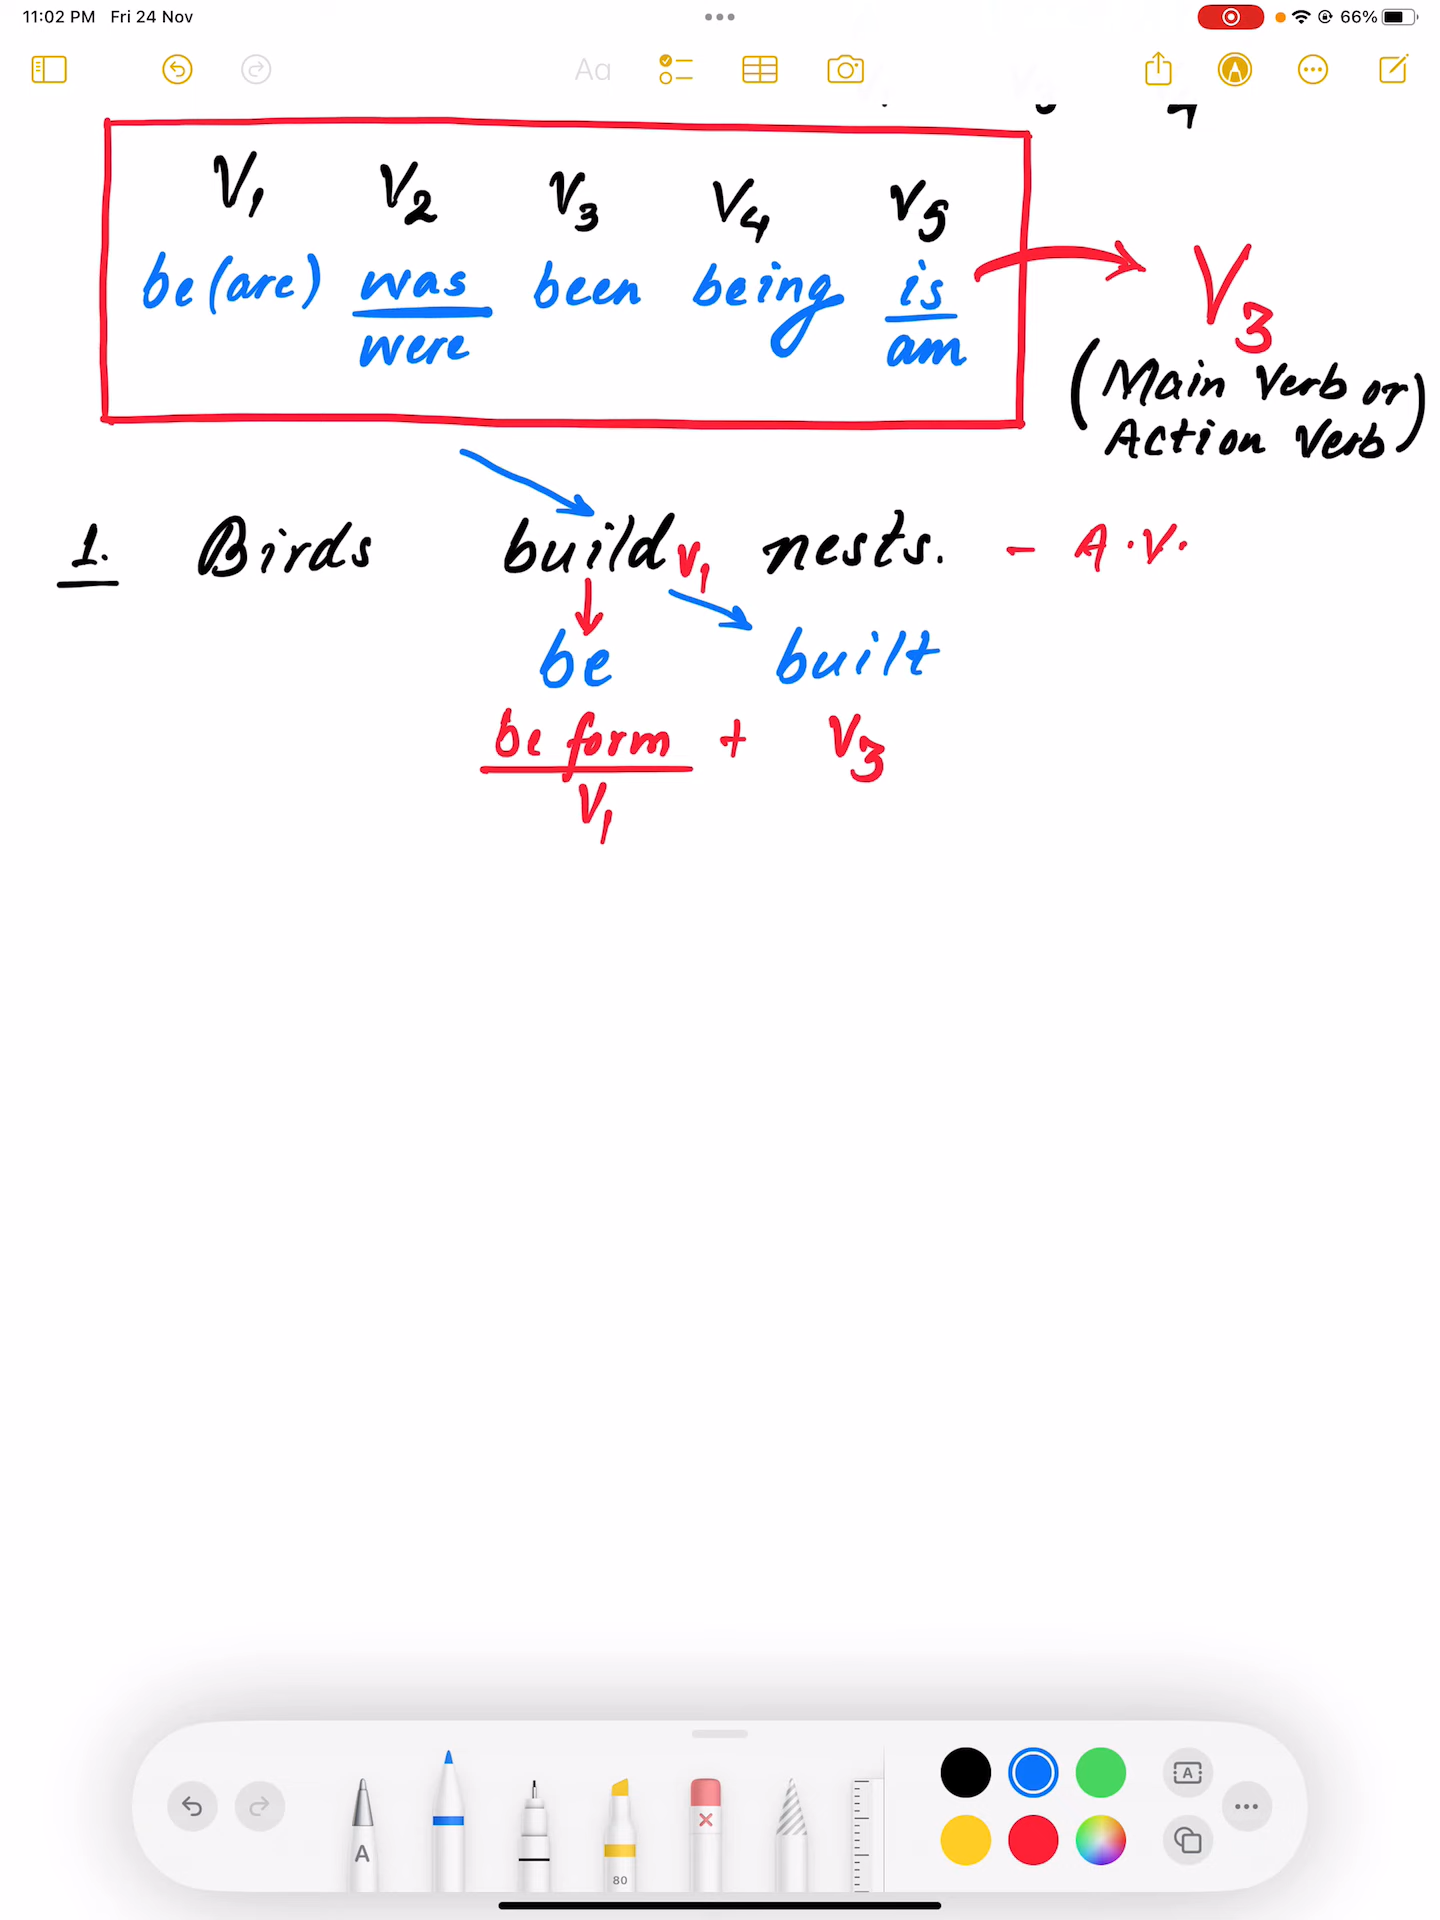 11:02 PM Fri 24 Nov 66%
Aa
V1 V2 V3 V4 V5
be (are) was been being is
were am
V3
(Main Verb or
Action Verb)
1. Birds build V1 nests. - A.V.
be built
be form + V3
V1
A 80 A